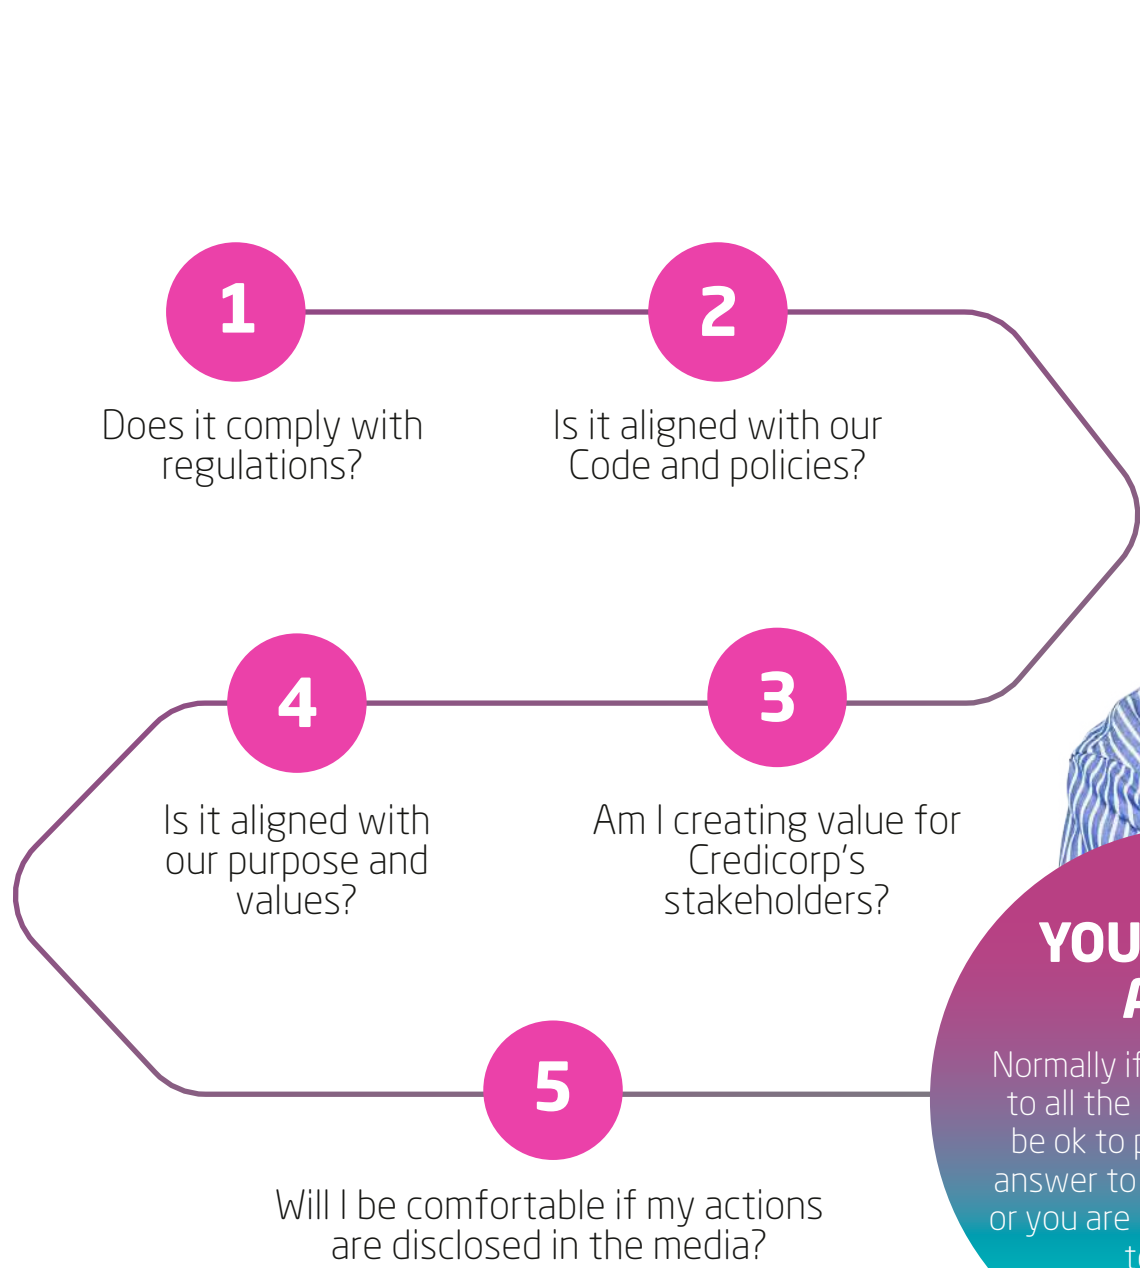 1
Does it comply with
regulations?
2
Is it aligned with our
Code and policies?
3
Am I creating value for
Credicorp's
stakeholders?
4
Is it aligned with
our purpose and
values?
5
Will I be comfortable if my actions
are disclosed in the media?
YOU
Normally if
to all the
be ok to
answer to
or you are